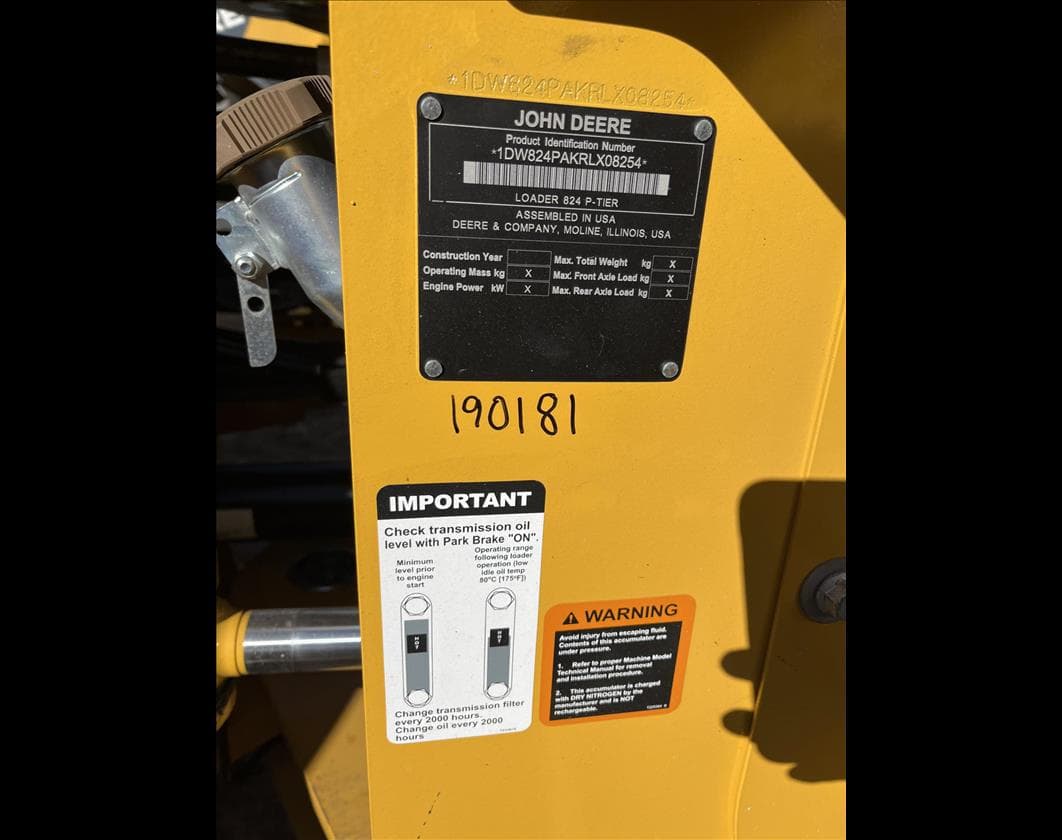 *1DW824PAKRLX08254*
JOHN DEERE
Product Identification Number
*1DW824PAKRLX08254*
LOADER 824 P-TIER
ASSEMBLED IN USA
DEERE & COMPANY, MOLINE, ILLINOIS, USA
Construction Year
Max. Total Weight kg X
Operating Mass kg X
Max. Front Axle Load kg X
Engine Power kW X
Max. Rear Axle Load kg X
190181
IMPORTANT
Check transmission oil
level with Park Brake "ON".
Minimum
level prior
to engine
start
Operating range
following loader
operation (low
idle oil temp
80°C [175°F])
HOT
HOT
Change transmission filter
every 2000 hours.
Change oil every 2000
hours
WARNING
Avoid injury from escaping fluid.
Contents of this accumulator are
under pressure.
1. Refer to proper Machine Model
Technical Manual for removal
and installation procedure.
2. This accumulator is charged
with DRY NITROGEN by the
manufacturer and is NOT
rechargeable.